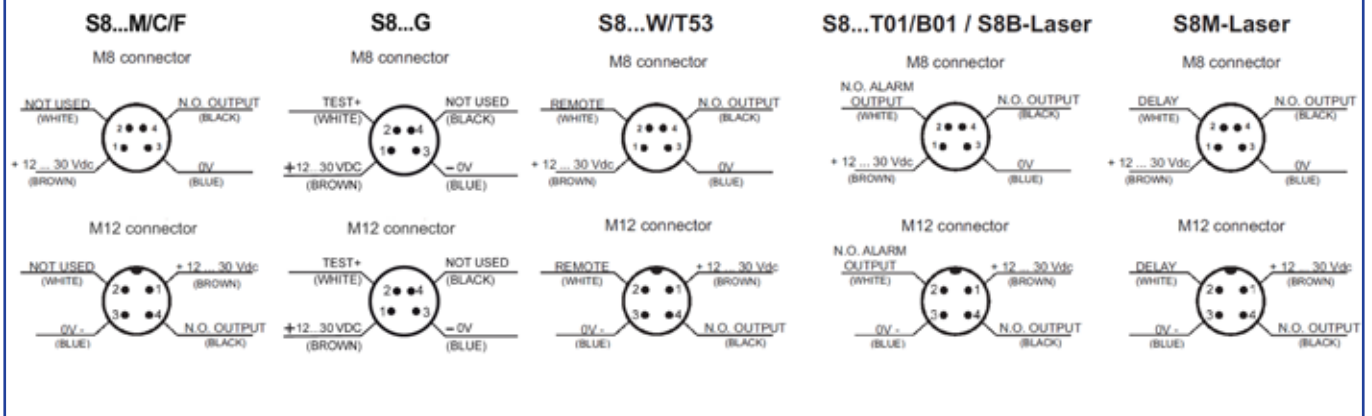 S8...M/C/F
M8 connector
NOT USED
(WHITE)
N.O. OUTPUT
(BLACK)
2 4
1 3
+ 12 ... 30 Vdc
(BROWN)
0V
(BLUE)
M12 connector
NOT USED
(WHITE)
+ 12 ... 30 Vdc
(BROWN)
2 1
3 4
0V -
(BLUE)
N.O. OUTPUT
(BLACK)
S8...G
M8 connector
TEST+
(WHITE)
NOT USED
(BLACK)
2 4
1 3
+12...30 VDC
(BROWN)
– 0V
(BLUE)
M12 connector
TEST+
(WHITE)
NOT USED
(BLACK)
2 4
1 3
+12...30 VDC
(BROWN)
– 0V
(BLUE)
S8...W/T53
M8 connector
REMOTE
(WHITE)
N.O. OUTPUT
(BLACK)
2 4
1 3
+ 12 ... 30 Vdc
(BROWN)
0V
(BLUE)
M12 connector
REMOTE
(WHITE)
+ 12 ... 30 Vdc
(BROWN)
2 1
3 4
0V -
(BLUE)
N.O. OUTPUT
(BLACK)
S8...T01/B01 / S8B-Laser
M8 connector
N.O. ALARM
OUTPUT
(WHITE)
N.O. OUTPUT
(BLACK)
2 4
1 3
+ 12 ... 30 Vdc
(BROWN)
0V
(BLUE)
M12 connector
N.O. ALARM
OUTPUT
(WHITE)
+ 12 ... 30 Vdc
(BROWN)
2 1
3 4
0V -
(BLUE)
N.O. OUTPUT
(BLACK)
S8M-Laser
M8 connector
DELAY
(WHITE)
N.O. OUTPUT
(BLACK)
2 4
1 3
+ 12 ... 30 Vdc
(BROWN)
0V
(BLUE)
M12 connector
DELAY
(WHITE)
+ 12 ... 30 Vdc
(BROWN)
2 1
3 4
0V -
(BLUE)
N.O. OUTPUT
(BLACK)